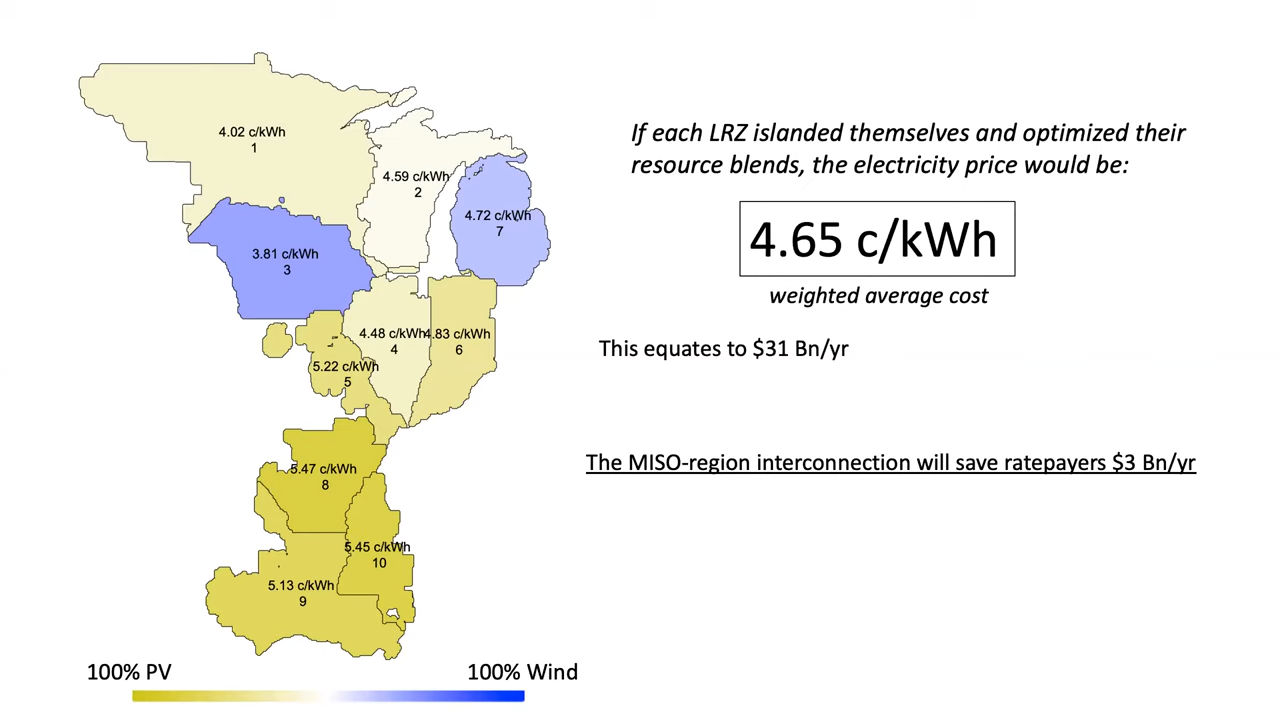 If each LRZ islanded themselves and optimized their
resource blends, the electricity price would be:
4.65 c/kWh
weighted average cost
This equates to $31 Bn/yr
The MISO-region interconnection will save ratepayers $3 Bn/yr
4.02 c/kWh
1
4.59 c/kWh
2
4.72 c/kWh
7
3.81 c/kWh
3
4.48 c/kWh
4
4.83 c/kWh
6
5.22 c/kWh
5
5.47 c/kWh
8
5.45 c/kWh
10
5.13 c/kWh
9
100% PV
100% Wind